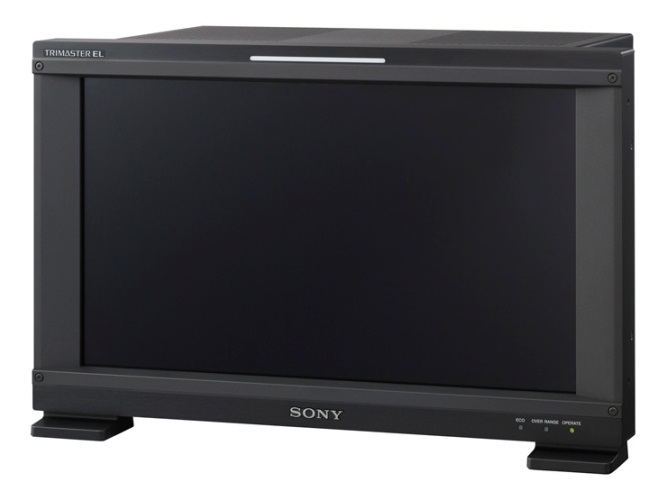 TRIMASTER EL
SONY
ECO OVER RANGE OPERATE